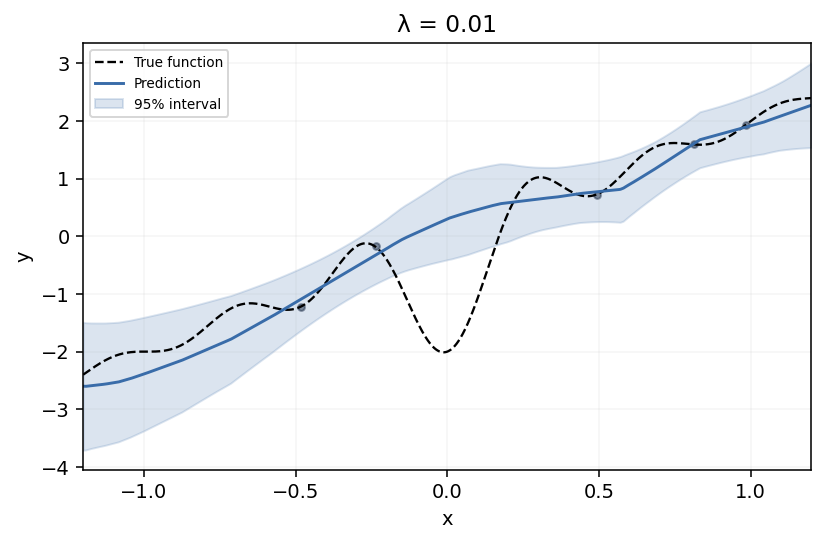 λ = 0.01
True function
Prediction
95% interval
3
2
1
0
−1
−2
−3
−4
y
−1.0
−0.5
0.0
0.5
1.0
x